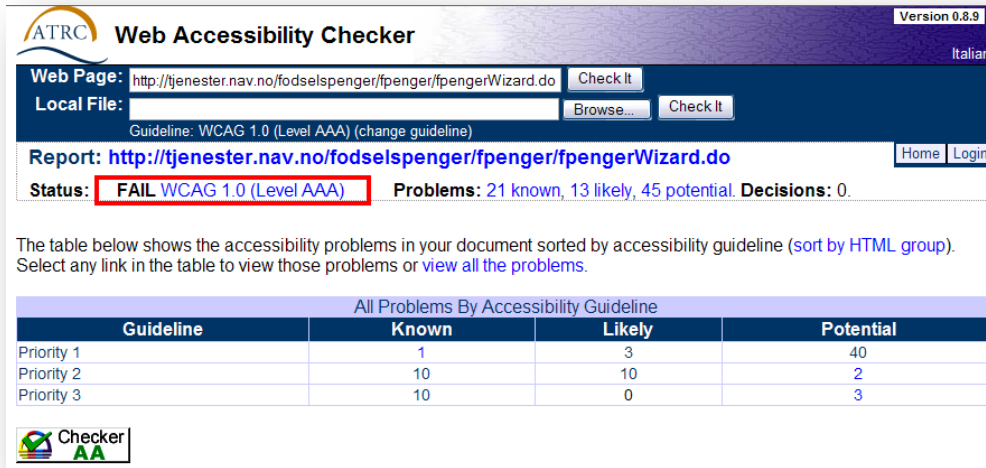 ATRC Web Accessibility Checker
Version 0.8.9
Italian
Web Page: http://tjenester.nav.no/fodselspenger/fpenger/fpengerWizard.do Check It
Local File: Browse... Check It
Guideline: WCAG 1.0 (Level AAA) (change guideline)
Report: http://tjenester.nav.no/fodselspenger/fpenger/fpengerWizard.do
Home Login
Status: FAIL WCAG 1.0 (Level AAA) Problems: 21 known, 13 likely, 45 potential. Decisions: 0.
The table below shows the accessibility problems in your document sorted by accessibility guideline (sort by HTML group).
Select any link in the table to view those problems or view all the problems.
All Problems By Accessibility Guideline
Guideline Known Likely Potential
Priority 1 1 3 40
Priority 2 10 10 2
Priority 3 10 0 3
Checker
AA